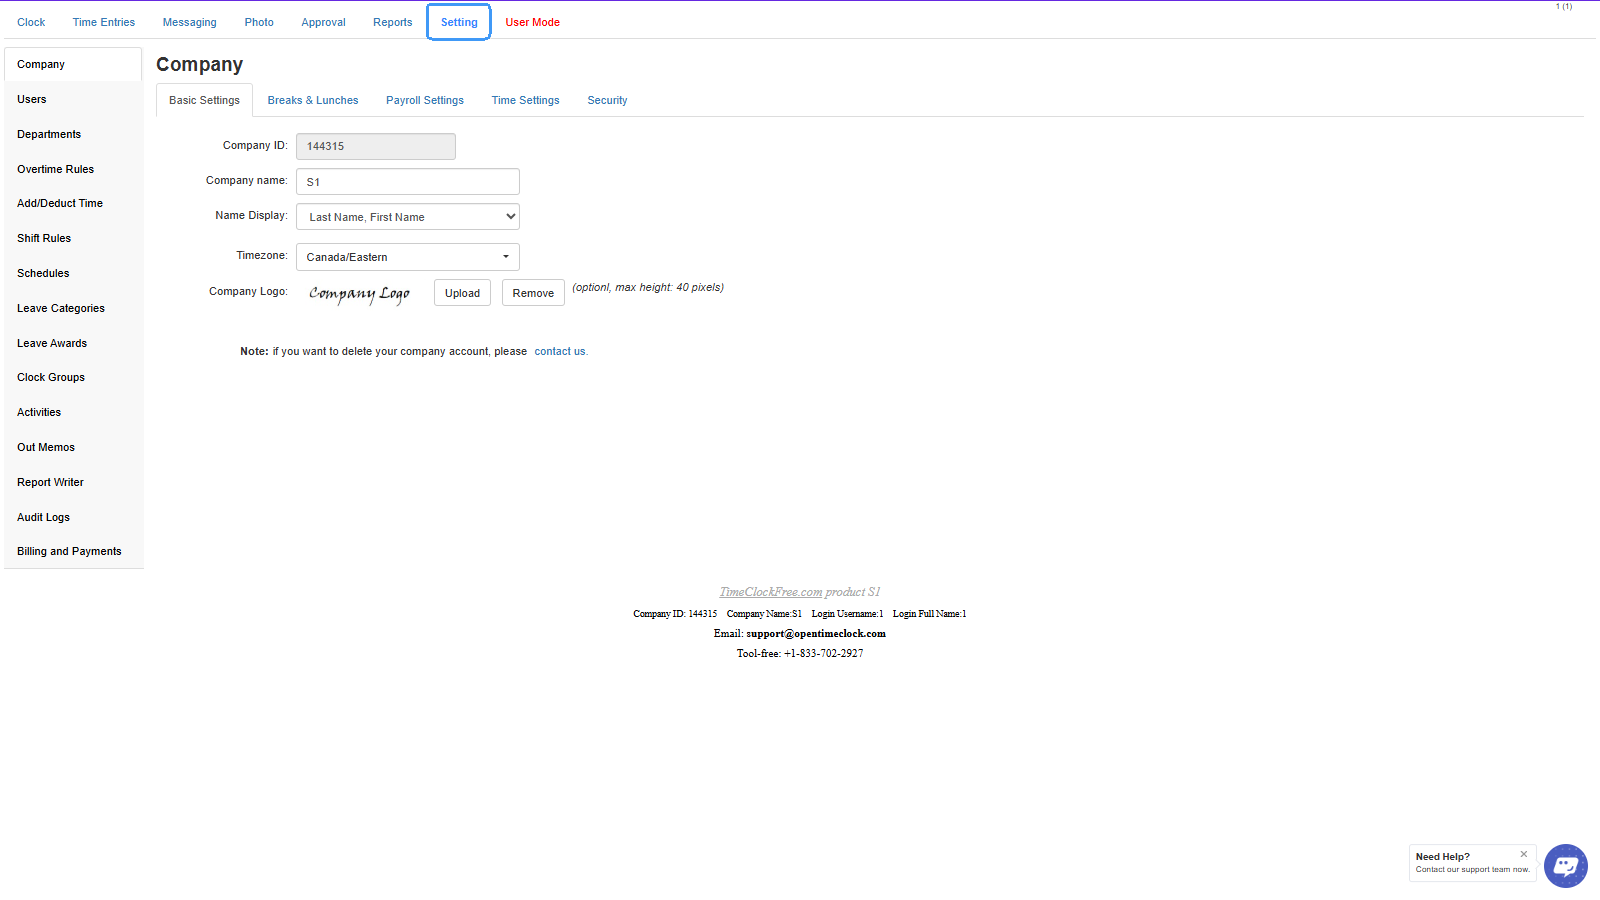 1 (1)
Clock Time Entries Messaging Photo Approval Reports Setting User Mode
Company
Users
Departments
Overtime Rules
Add/Deduct Time
Shift Rules
Schedules
Leave Categories
Leave Awards
Clock Groups
Activities
Out Memos
Report Writer
Audit Logs
Billing and Payments
Company
Basic Settings Breaks & Lunches Payroll Settings Time Settings Security
Company ID: 144315
Company name: S1
Name Display: Last Name, First Name
Timezone: Canada/Eastern
Company Logo: Company Logo Upload Remove (optionl, max height: 40 pixels)
Note: if you want to delete your company account, please contact us.
TimeClockFree.com product S1
Company ID: 144315 Company Name:S1 Login Username:1 Login Full Name:1
Email: support@opentimeclock.com
Tool-free: +1-833-702-2927
Need Help?
Contact our support team now.